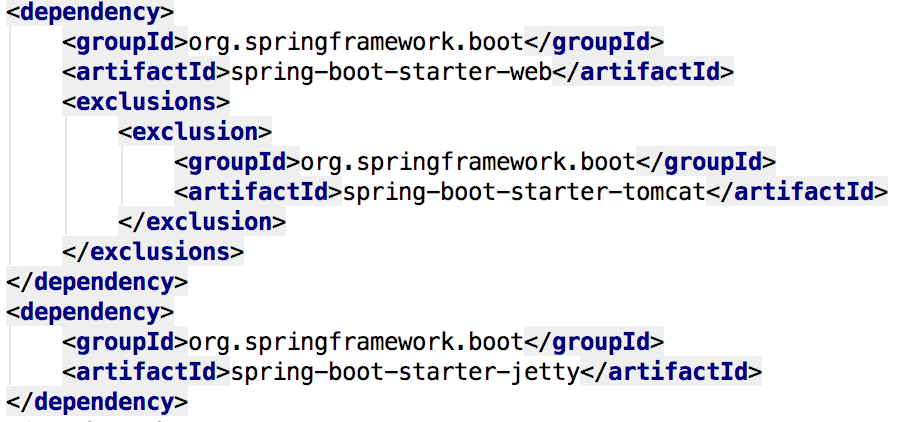 <dependency>
    <groupId>org.springframework.boot</groupId>
    <artifactId>spring-boot-starter-web</artifactId>
    <exclusions>
        <exclusion>
            <groupId>org.springframework.boot</groupId>
            <artifactId>spring-boot-starter-tomcat</artifactId>
        </exclusion>
    </exclusions>
</dependency>
<dependency>
    <groupId>org.springframework.boot</groupId>
    <artifactId>spring-boot-starter-jetty</artifactId>
</dependency>